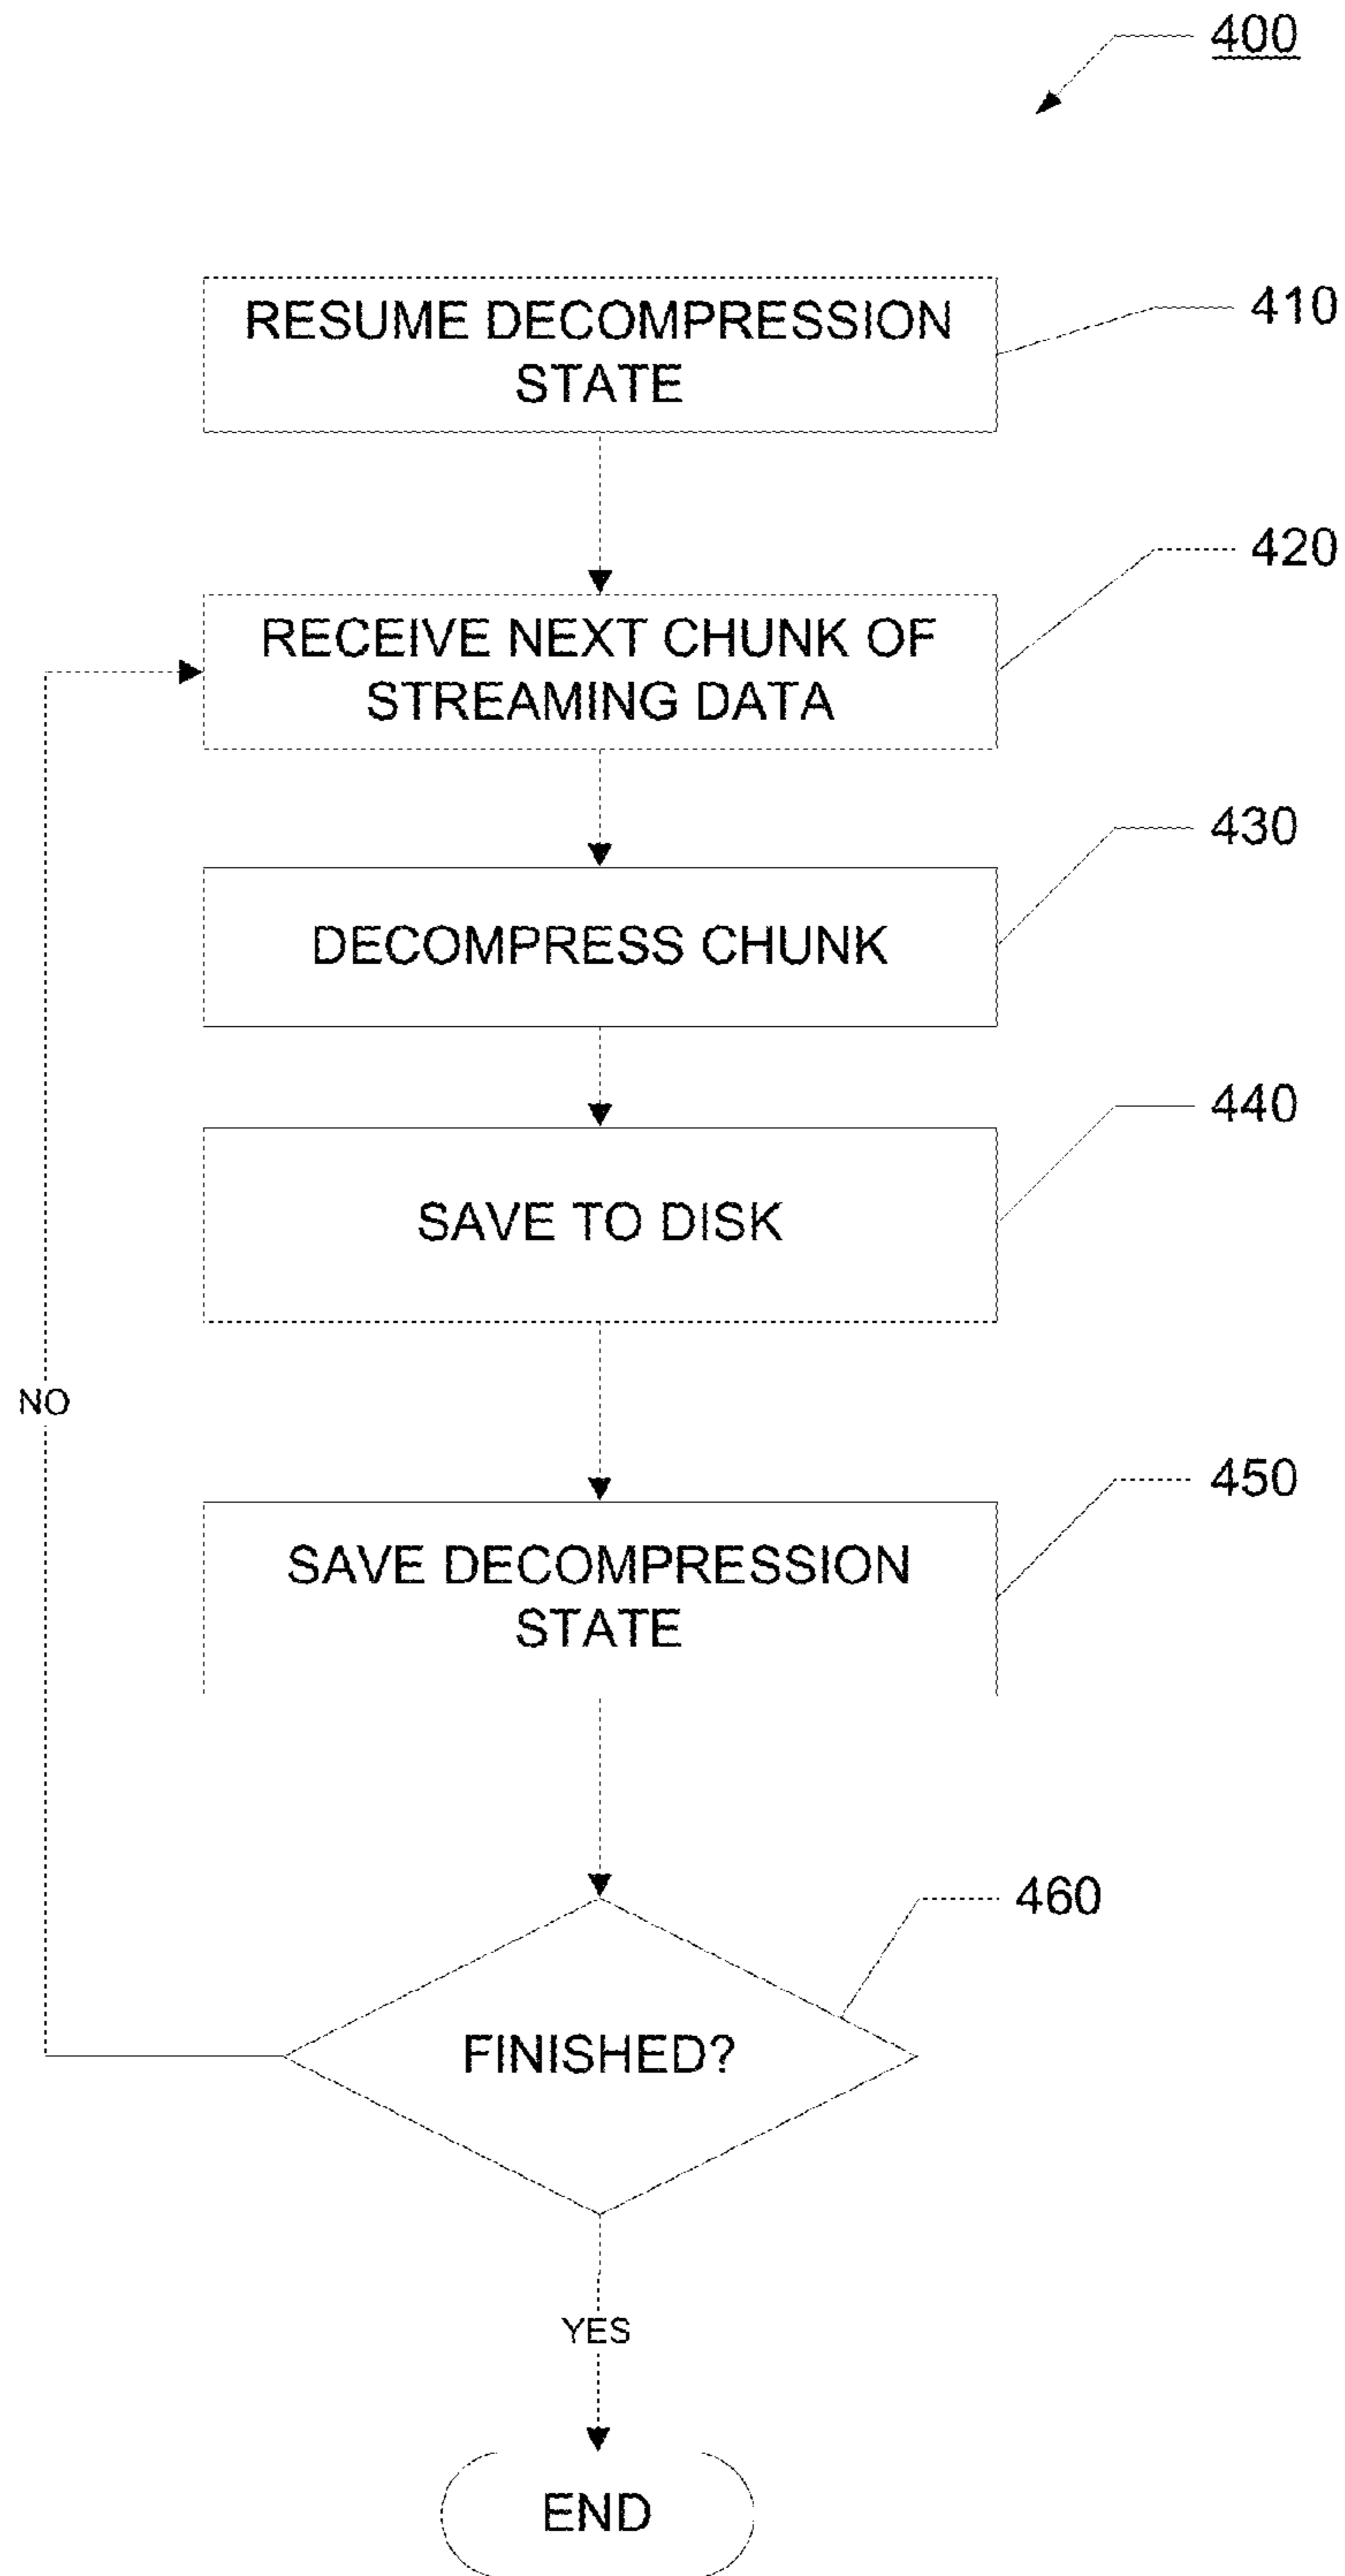 400
RESUME DECOMPRESSION
STATE
410
420
RECEIVE NEXT CHUNK OF
STREAMING DATA
430
DECOMPRESS CHUNK
440
SAVE TO DISK
NO
450
SAVE DECOMPRESSION
STATE
460
FINISHED?
YES
END